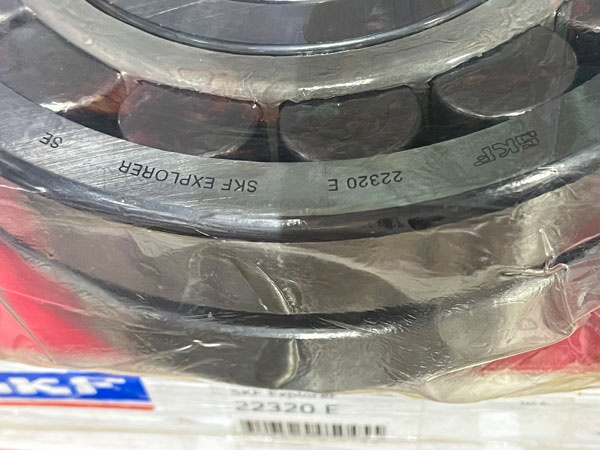 SKF
22320 E
SKF EXPLORER
SE
SKF
SKF Explorer
22320 E